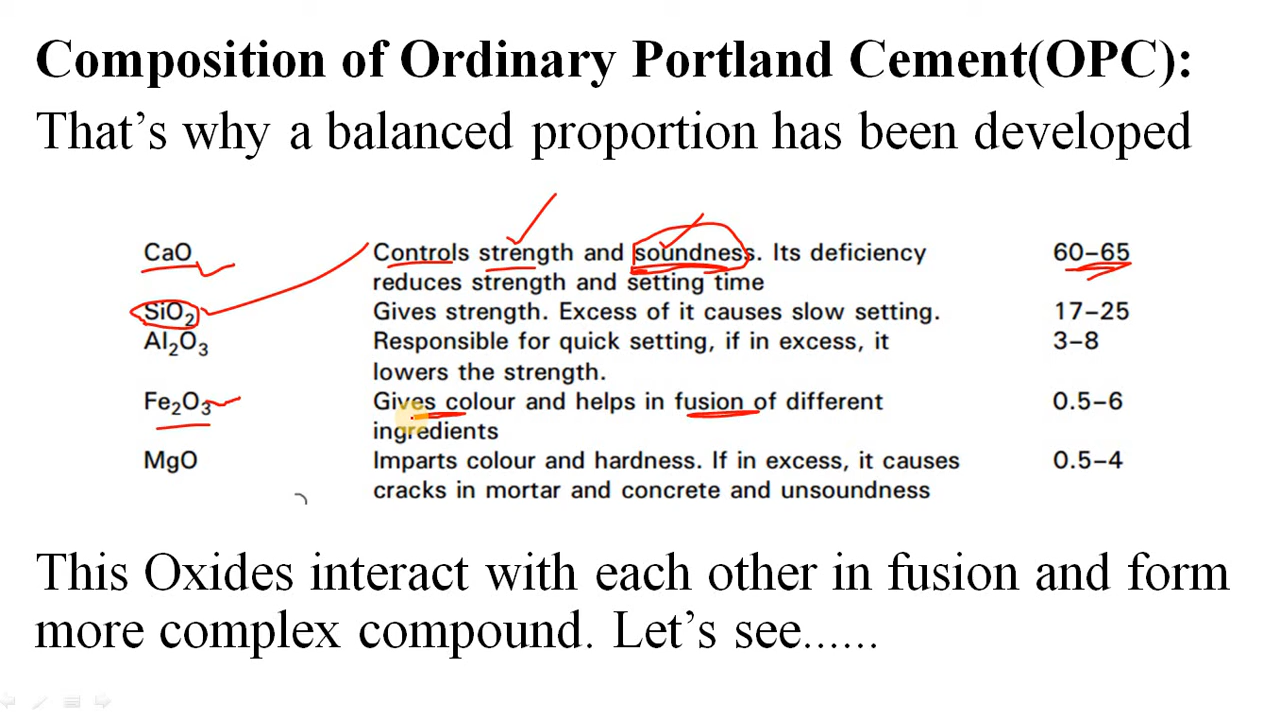 Composition of Ordinary Portland Cement(OPC):
That’s why a balanced proportion has been developed
CaO Controls strength and soundness. Its deficiency 60–65
reduces strength and setting time
SiO₂ Gives strength. Excess of it causes slow setting. 17–25
Al₂O₃ Responsible for quick setting, if in excess, it 3–8
lowers the strength.
Fe₂O₃ Gives colour and helps in fusion of different 0.5–6
ingredients
MgO Imparts colour and hardness. If in excess, it causes 0.5–4
cracks in mortar and concrete and unsoundness
This Oxides interact with each other in fusion and form
more complex compound. Let’s see......